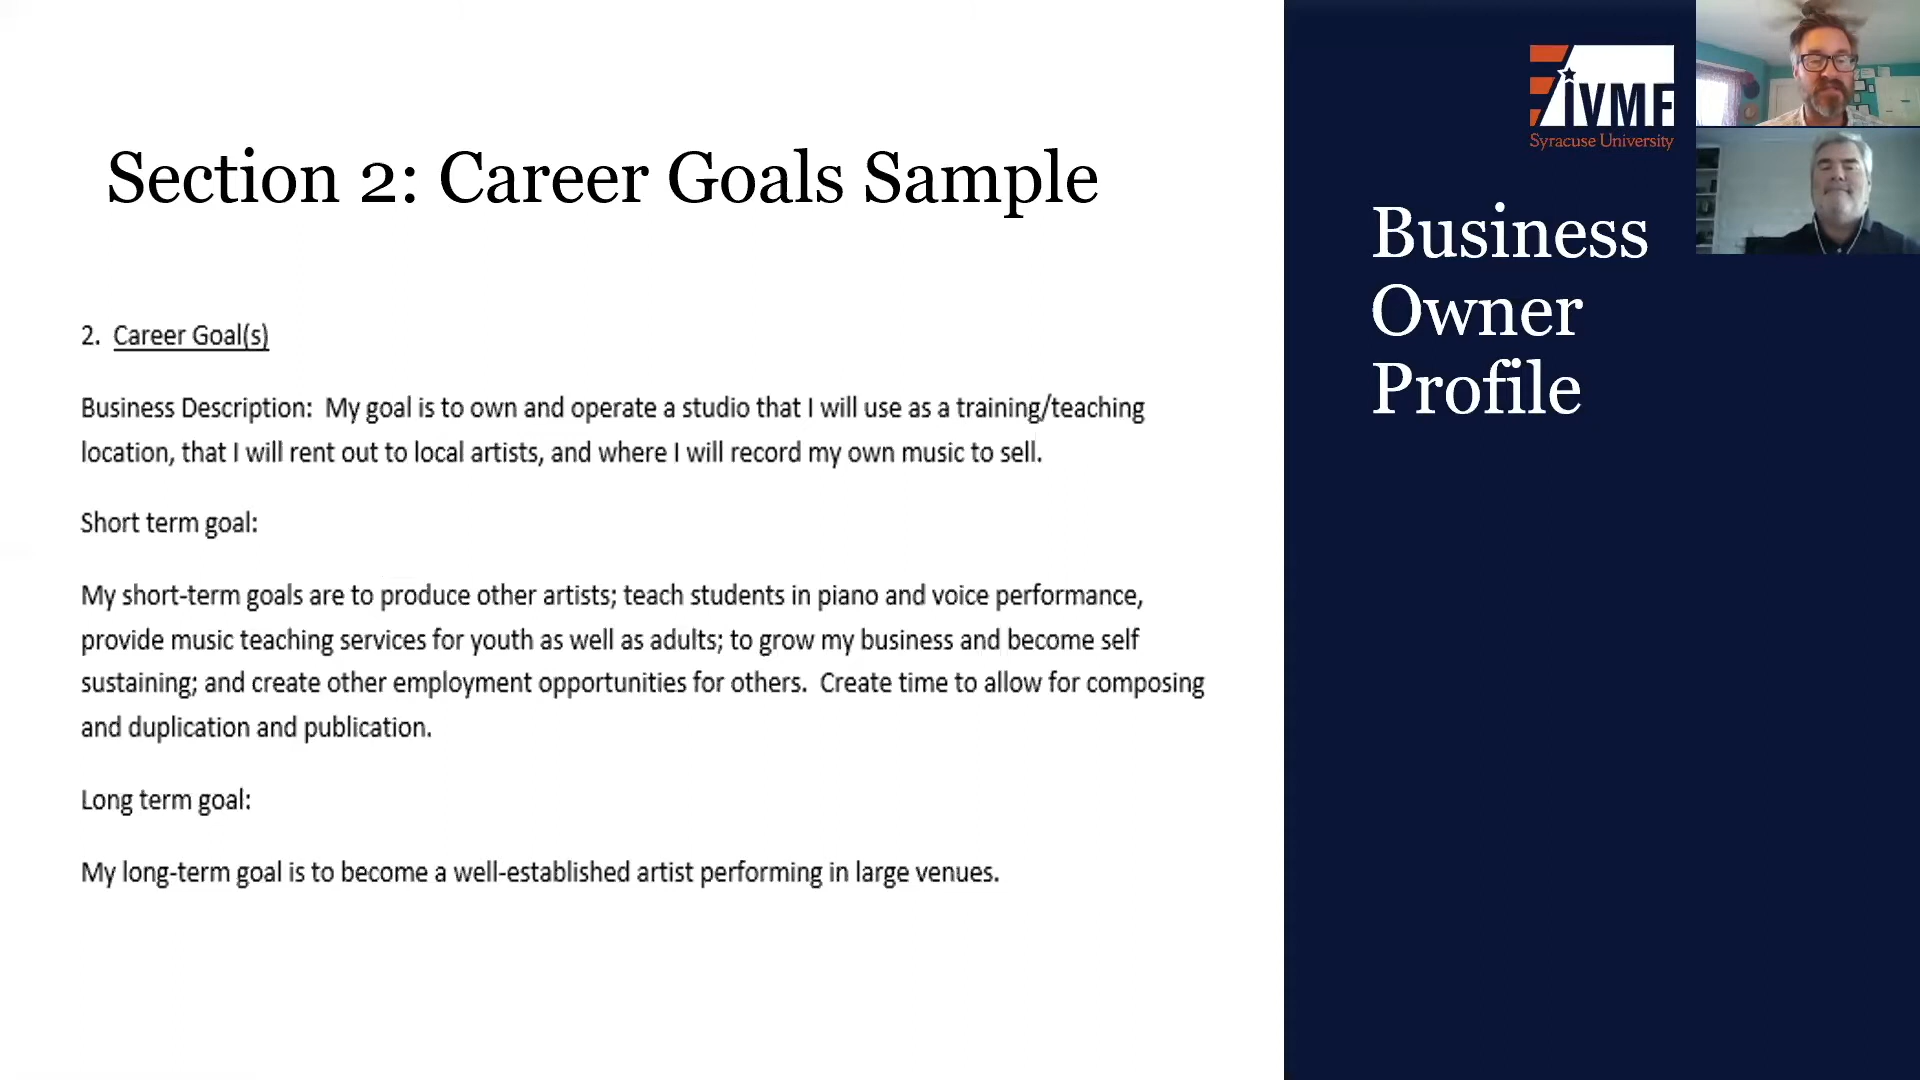 Section 2: Career Goals Sample
2. Career Goal(s)
Business Description:  My goal is to own and operate a studio that I will use as a training/teaching
location, that I will rent out to local artists, and where I will record my own music to sell.
Short term goal:
My short-term goals are to produce other artists; teach students in piano and voice performance,
provide music teaching services for youth as well as adults; to grow my business and become self
sustaining; and create other employment opportunities for others.  Create time to allow for composing
and duplication and publication.
Long term goal:
My long-term goal is to become a well-established artist performing in large venues.
IVMF
Syracuse University
Business
Owner
Profile